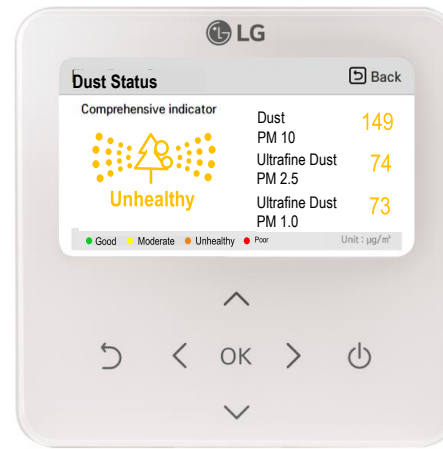 LG
Dust Status
Back
Comprehensive indicator
Unhealthy
Dust
PM 10
149
Ultrafine Dust
PM 2.5
74
Ultrafine Dust
PM 1.0
73
Good Moderate Unhealthy Poor
Unit : µg/m³
OK